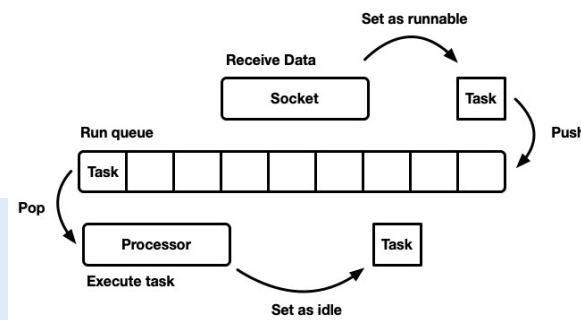 Set as runnable
Receive Data
Socket
Task
Run queue
Push
Task
Pop
Processor
Task
Execute task
Set as idle